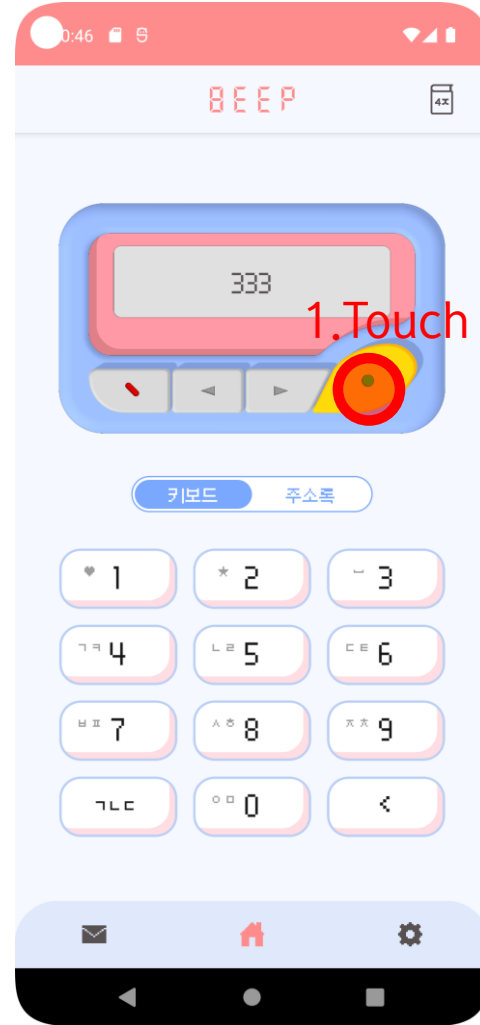 0:46
BEEP
4X
333
1.Touch
키보드 주소록
♥ 1 ★ 2 ⌣ 3
ㄱㅋ 4 ㄴㄹ 5 ㄷㅌ 6
ㅂㅍ 7 ㅅㅎ 8 ㅈㅊ 9
ㄱㄴㄷ ㅇㅁ 0 <